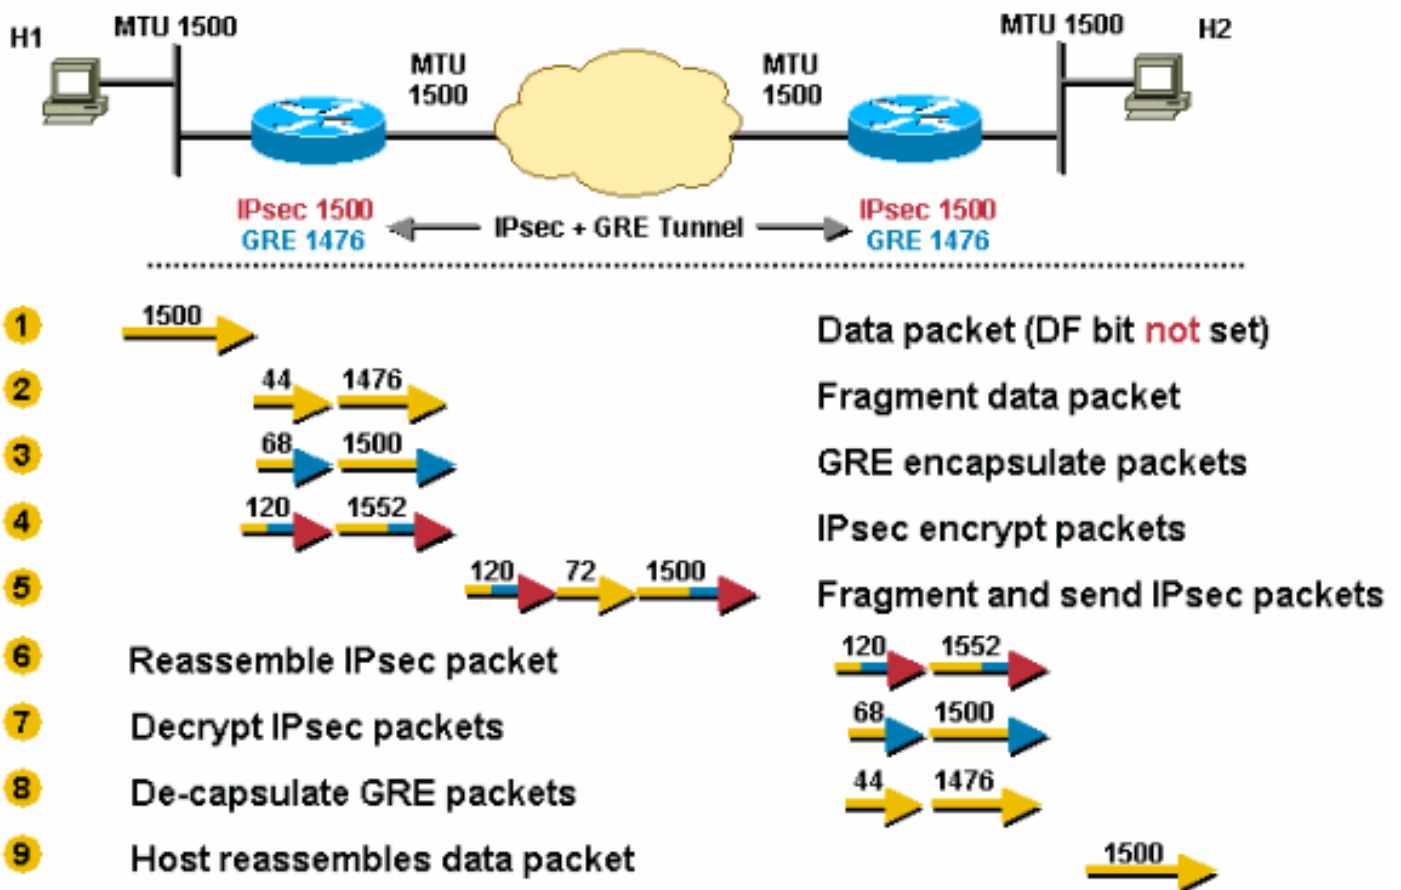 H1
MTU 1500
MTU 1500
H2
MTU
1500
MTU
1500
IPsec 1500
GRE 1476
IPsec + GRE Tunnel
IPsec 1500
GRE 1476
1
1500
Data packet (DF bit not set)
2
44 1476
Fragment data packet
3
68 1500
GRE encapsulate packets
4
120 1552
IPsec encrypt packets
5
120 72 1500
Fragment and send IPsec packets
6
Reassemble IPsec packet
120 1552
7
Decrypt IPsec packets
68 1500
8
De-capsulate GRE packets
44 1476
9
Host reassembles data packet
1500